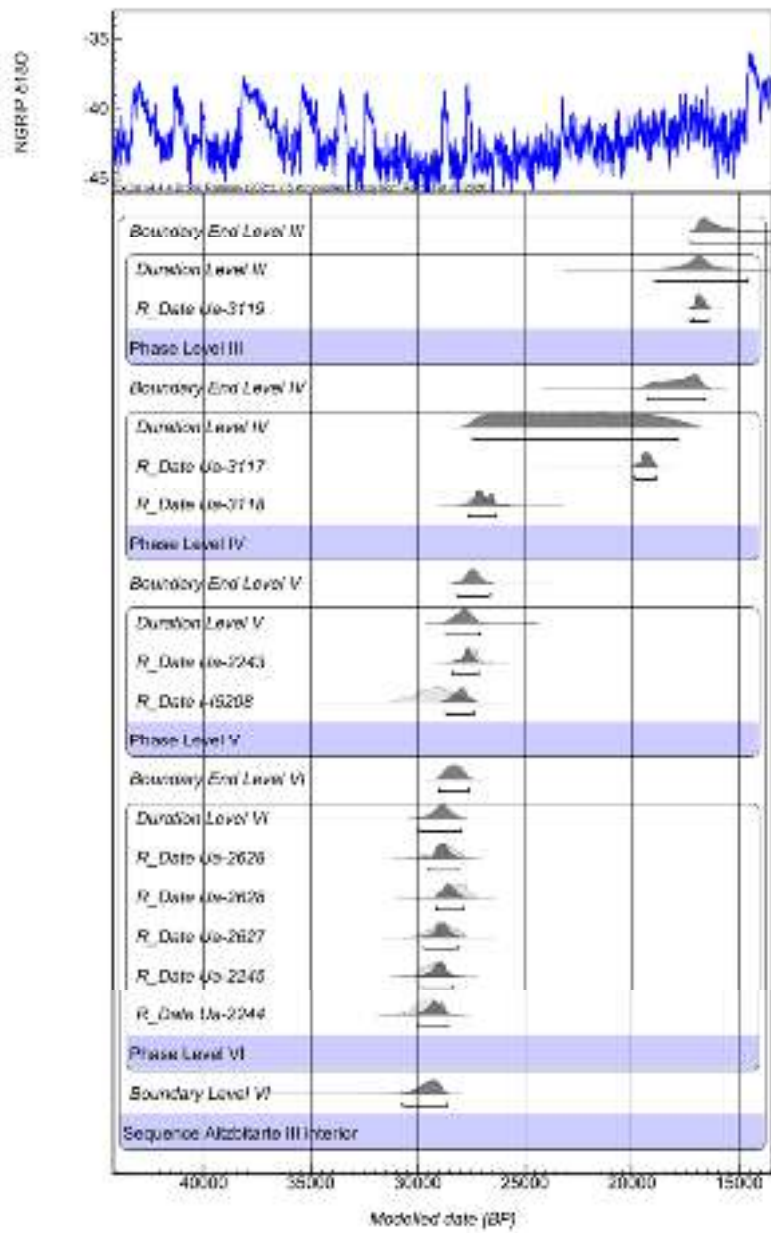 -35
NGRIP δ18O
-40
-45
Boundary End Level III
Duration Level III
R_Date Ua-3119
Phase Level III
Boundary End Level IV
Duration Level IV
R_Date Ua-3117
R_Date Ua-3118
Phase Level IV
Boundary End Level V
Duration Level V
R_Date Ua-2243
R_Date I-15208
Phase Level V
Boundary End Level VI
Duration Level VI
R_Date Ua-2626
R_Date Ua-2628
R_Date Ua-2627
R_Date Ua-2245
R_Date Ua-2244
Phase Level VI
Boundary Level VI
Sequence Aitzbitarte III interior
40000 35000 30000 25000 20000 15000
Modelled date (BP)